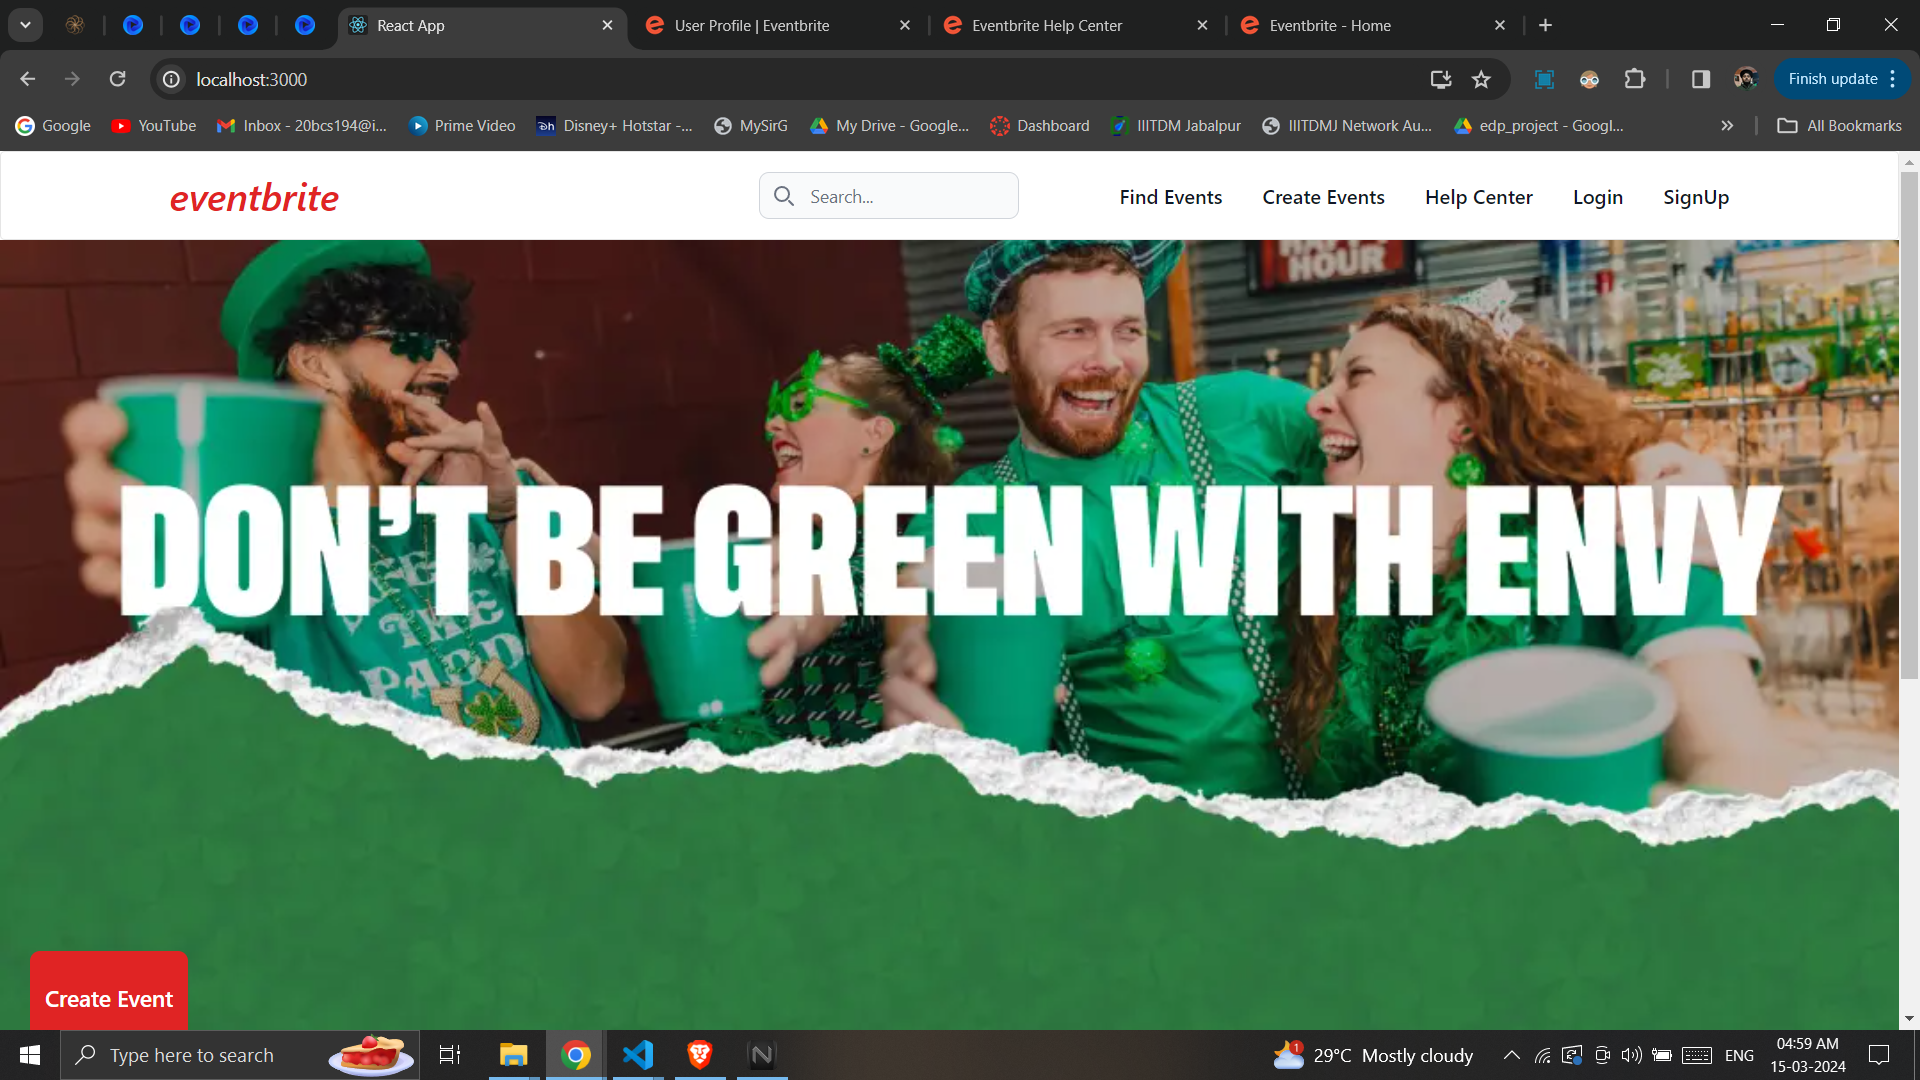 React App
User Profile | Eventbrite
Eventbrite Help Center
Eventbrite - Home
localhost:3000
Finish update
Google
YouTube
Inbox - 20bcs194@i...
Prime Video
Disney+ Hotstar -...
MySirG
My Drive - Google...
Dashboard
IIITDM Jabalpur
IIITDMJ Network Au...
edp_project - Googl...
All Bookmarks
eventbrite
Search...
Find Events
Create Events
Help Center
Login
SignUp
HOUR
DON'T BE GREEN WITH ENVY
THE
Create Event
Type here to search
1
29°C Mostly cloudy
ENG
04:59 AM
15-03-2024